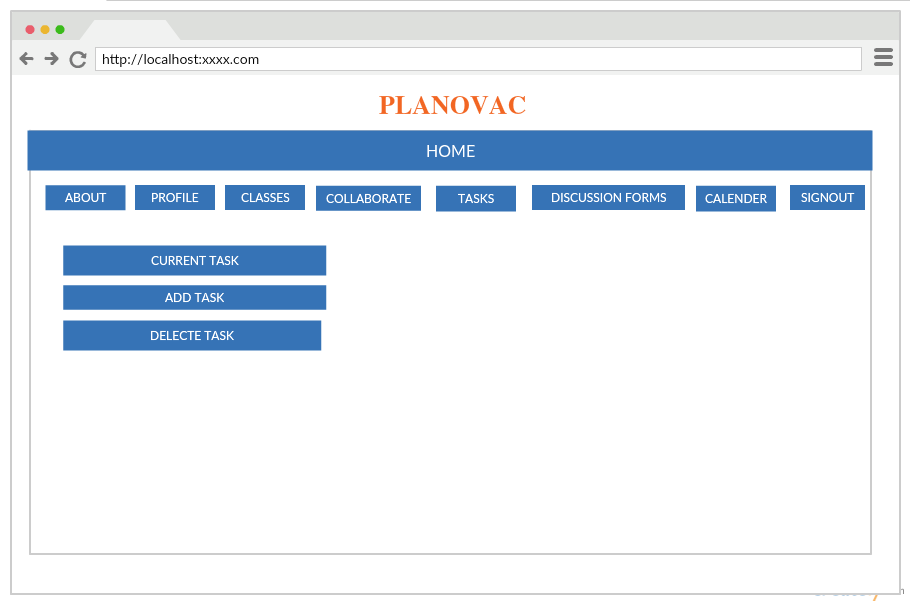 http://localhost:xxxx.com
PLANOVAC
HOME
ABOUT PROFILE CLASSES COLLABORATE TASKS DISCUSSION FORMS CALENDER SIGNOUT
CURRENT TASK
ADD TASK
DELECTE TASK